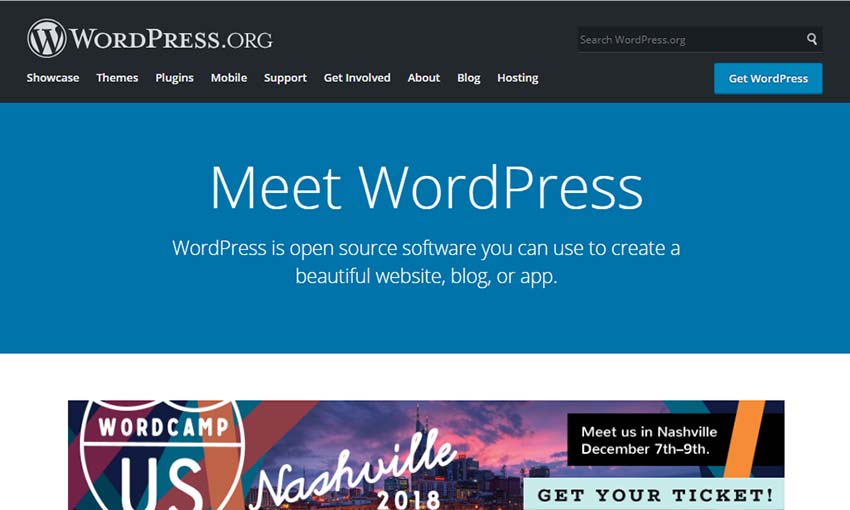 WORDPRESS.ORG
Search WordPress.org
Showcase Themes Plugins Mobile Support Get Involved About Blog Hosting
Get WordPress
Meet WordPress
WordPress is open source software you can use to create a
beautiful website, blog, or app.
WORDCAMP
US
Nashville
2018
Meet us in Nashville
December 7th–9th.
GET YOUR TICKET!